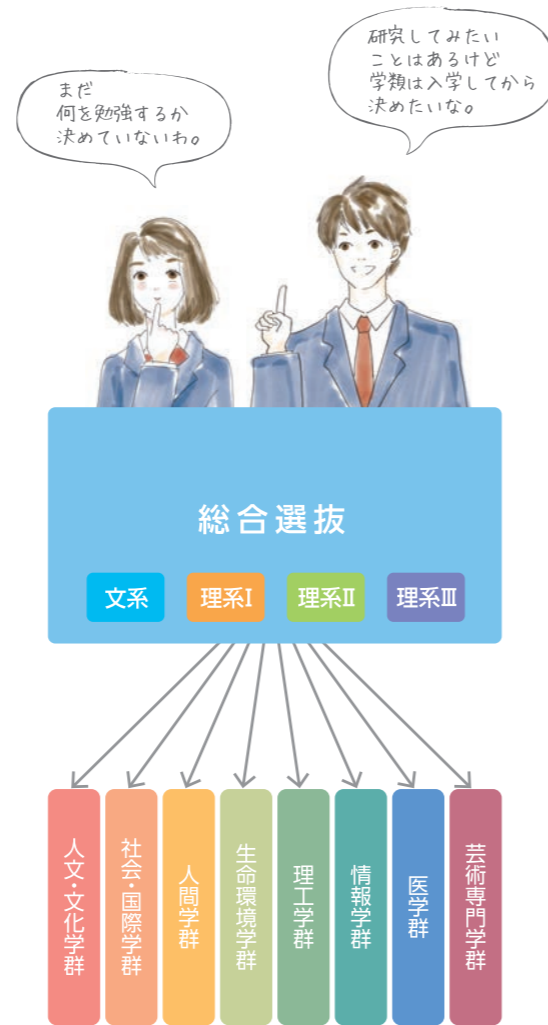 まだ
何を勉強するか
決めていないわ。
研究してみたい
ことはあるけど
学類は入学してから
決めたいな。
総合選抜
文系
理系Ⅰ
理系Ⅱ
理系Ⅲ
人文・文化学群
社会・国際学群
人間学群
生命環境学群
理工学群
情報学群
医学群
芸術専門学群